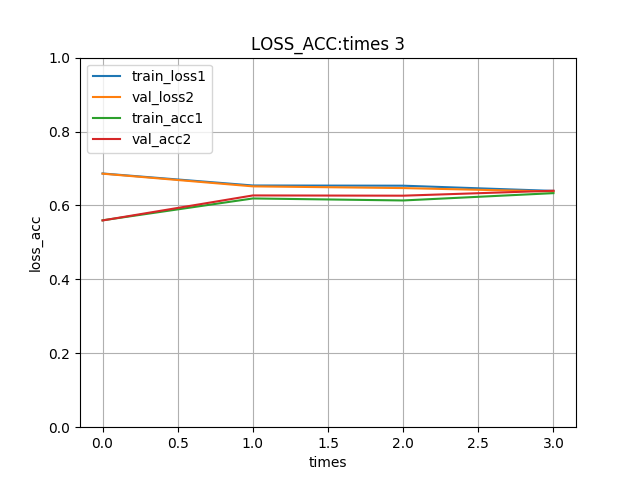 LOSS_ACC:times 3
train_loss1
val_loss2
train_acc1
val_acc2
1.0
0.8
0.6
0.4
0.2
0.0
loss_acc
0.0 0.5 1.0 1.5 2.0 2.5 3.0
times